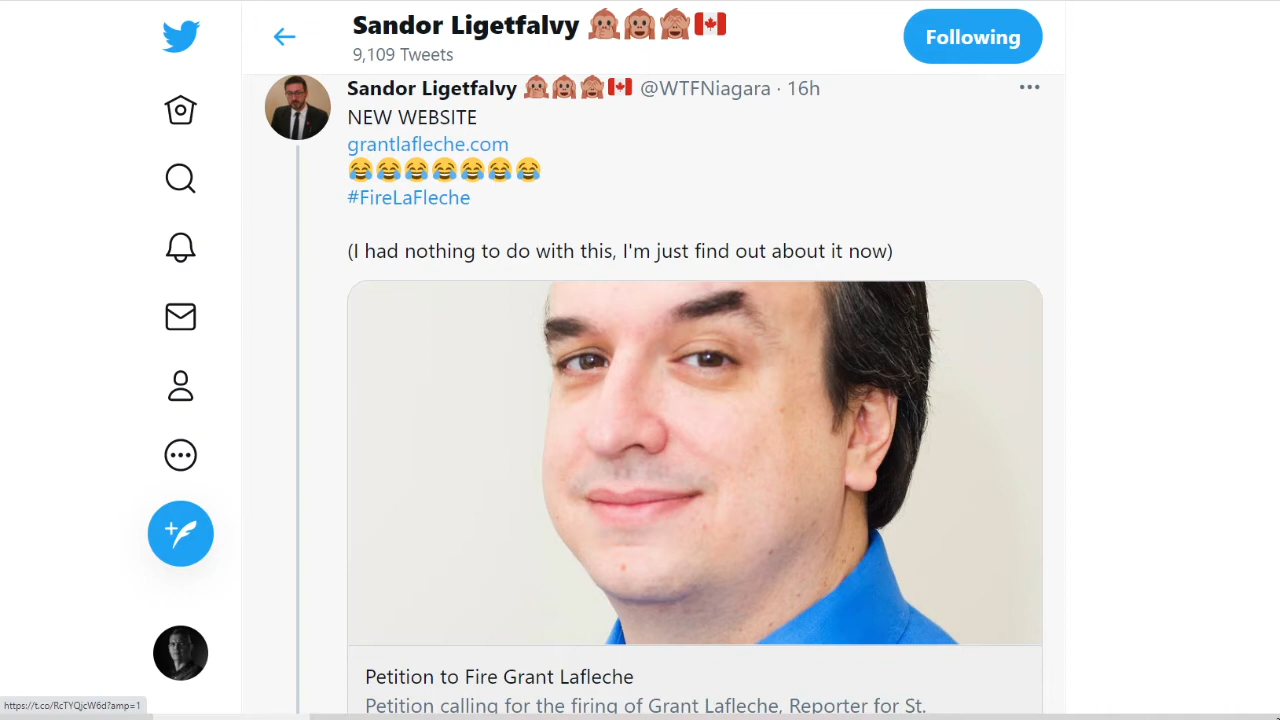 Sandor Ligetfalvy 🙊🐵🙈🇨🇦
9,109 Tweets
Following
Sandor Ligetfalvy 🙊🐵🙈🇨🇦 @WTFNiagara · 16h
NEW WEBSITE
grantlafleche.com
😂😂😂😂😂😂😂
#FireLaFleche
(I had nothing to do with this, I'm just find out about it now)
Petition to Fire Grant Lafleche
Petition calling for the firing of Grant Lafleche, Reporter for St.
https://t.co/RcTYQjcW6d?amp=1